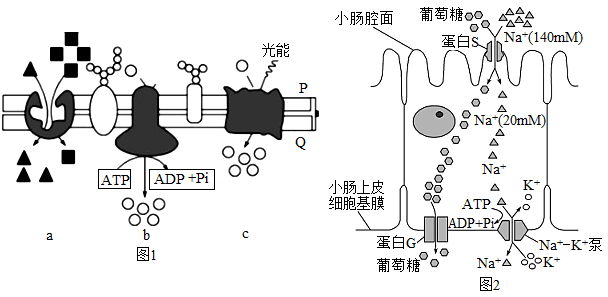 光能
P
Q
ATP
ADP +Pi
a
b
c
图1
葡萄糖
小肠腔面
蛋白S
Na⁺(140mM)
Na⁺(20mM)
Na⁺
K⁺
小肠上皮
细胞基膜
ATP
ADP+Pi
蛋白G
Na⁺–K⁺泵
葡萄糖
Na⁺
K⁺
图2